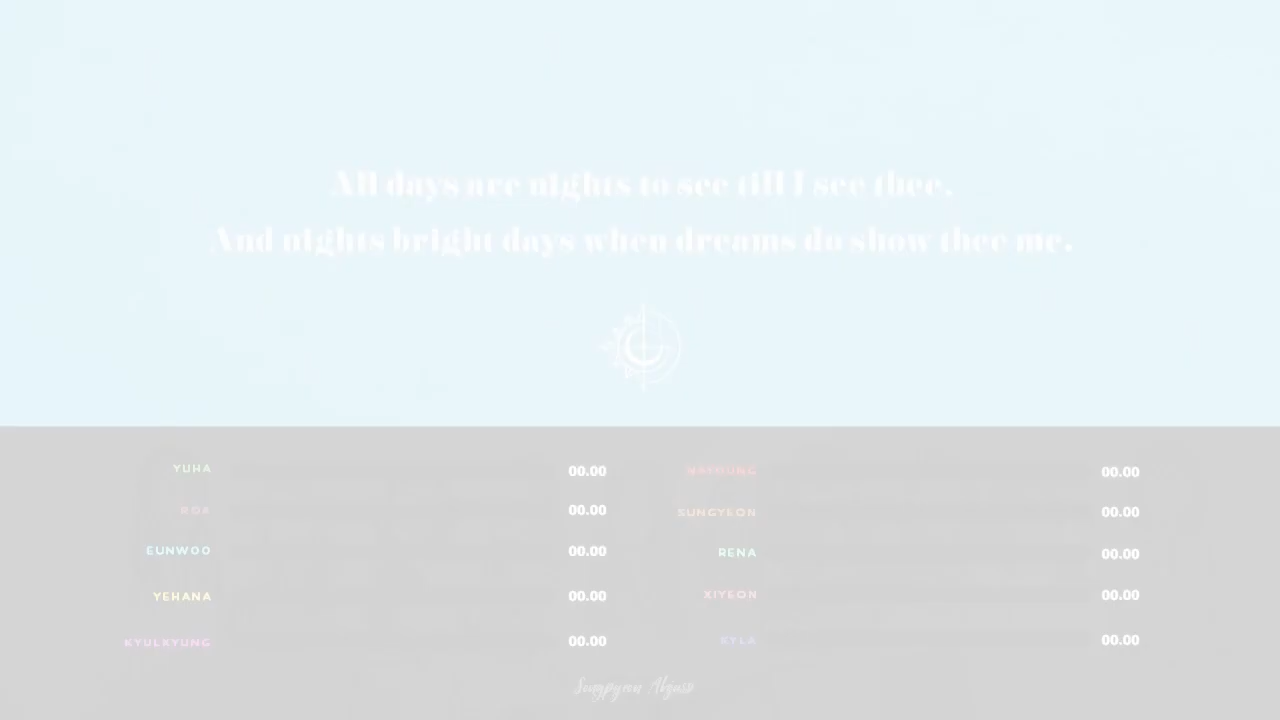 All days are nights to see till I see thee,
And nights bright days when dreams do show thee me.
YUHA 00.00 NAYOUNG 00.00
ROA 00.00 SUNGYEON 00.00
EUNWOO 00.00 RENA 00.00
YEHANA 00.00 XIYEON 00.00
KYULKYUNG 00.00 KYLA 00.00